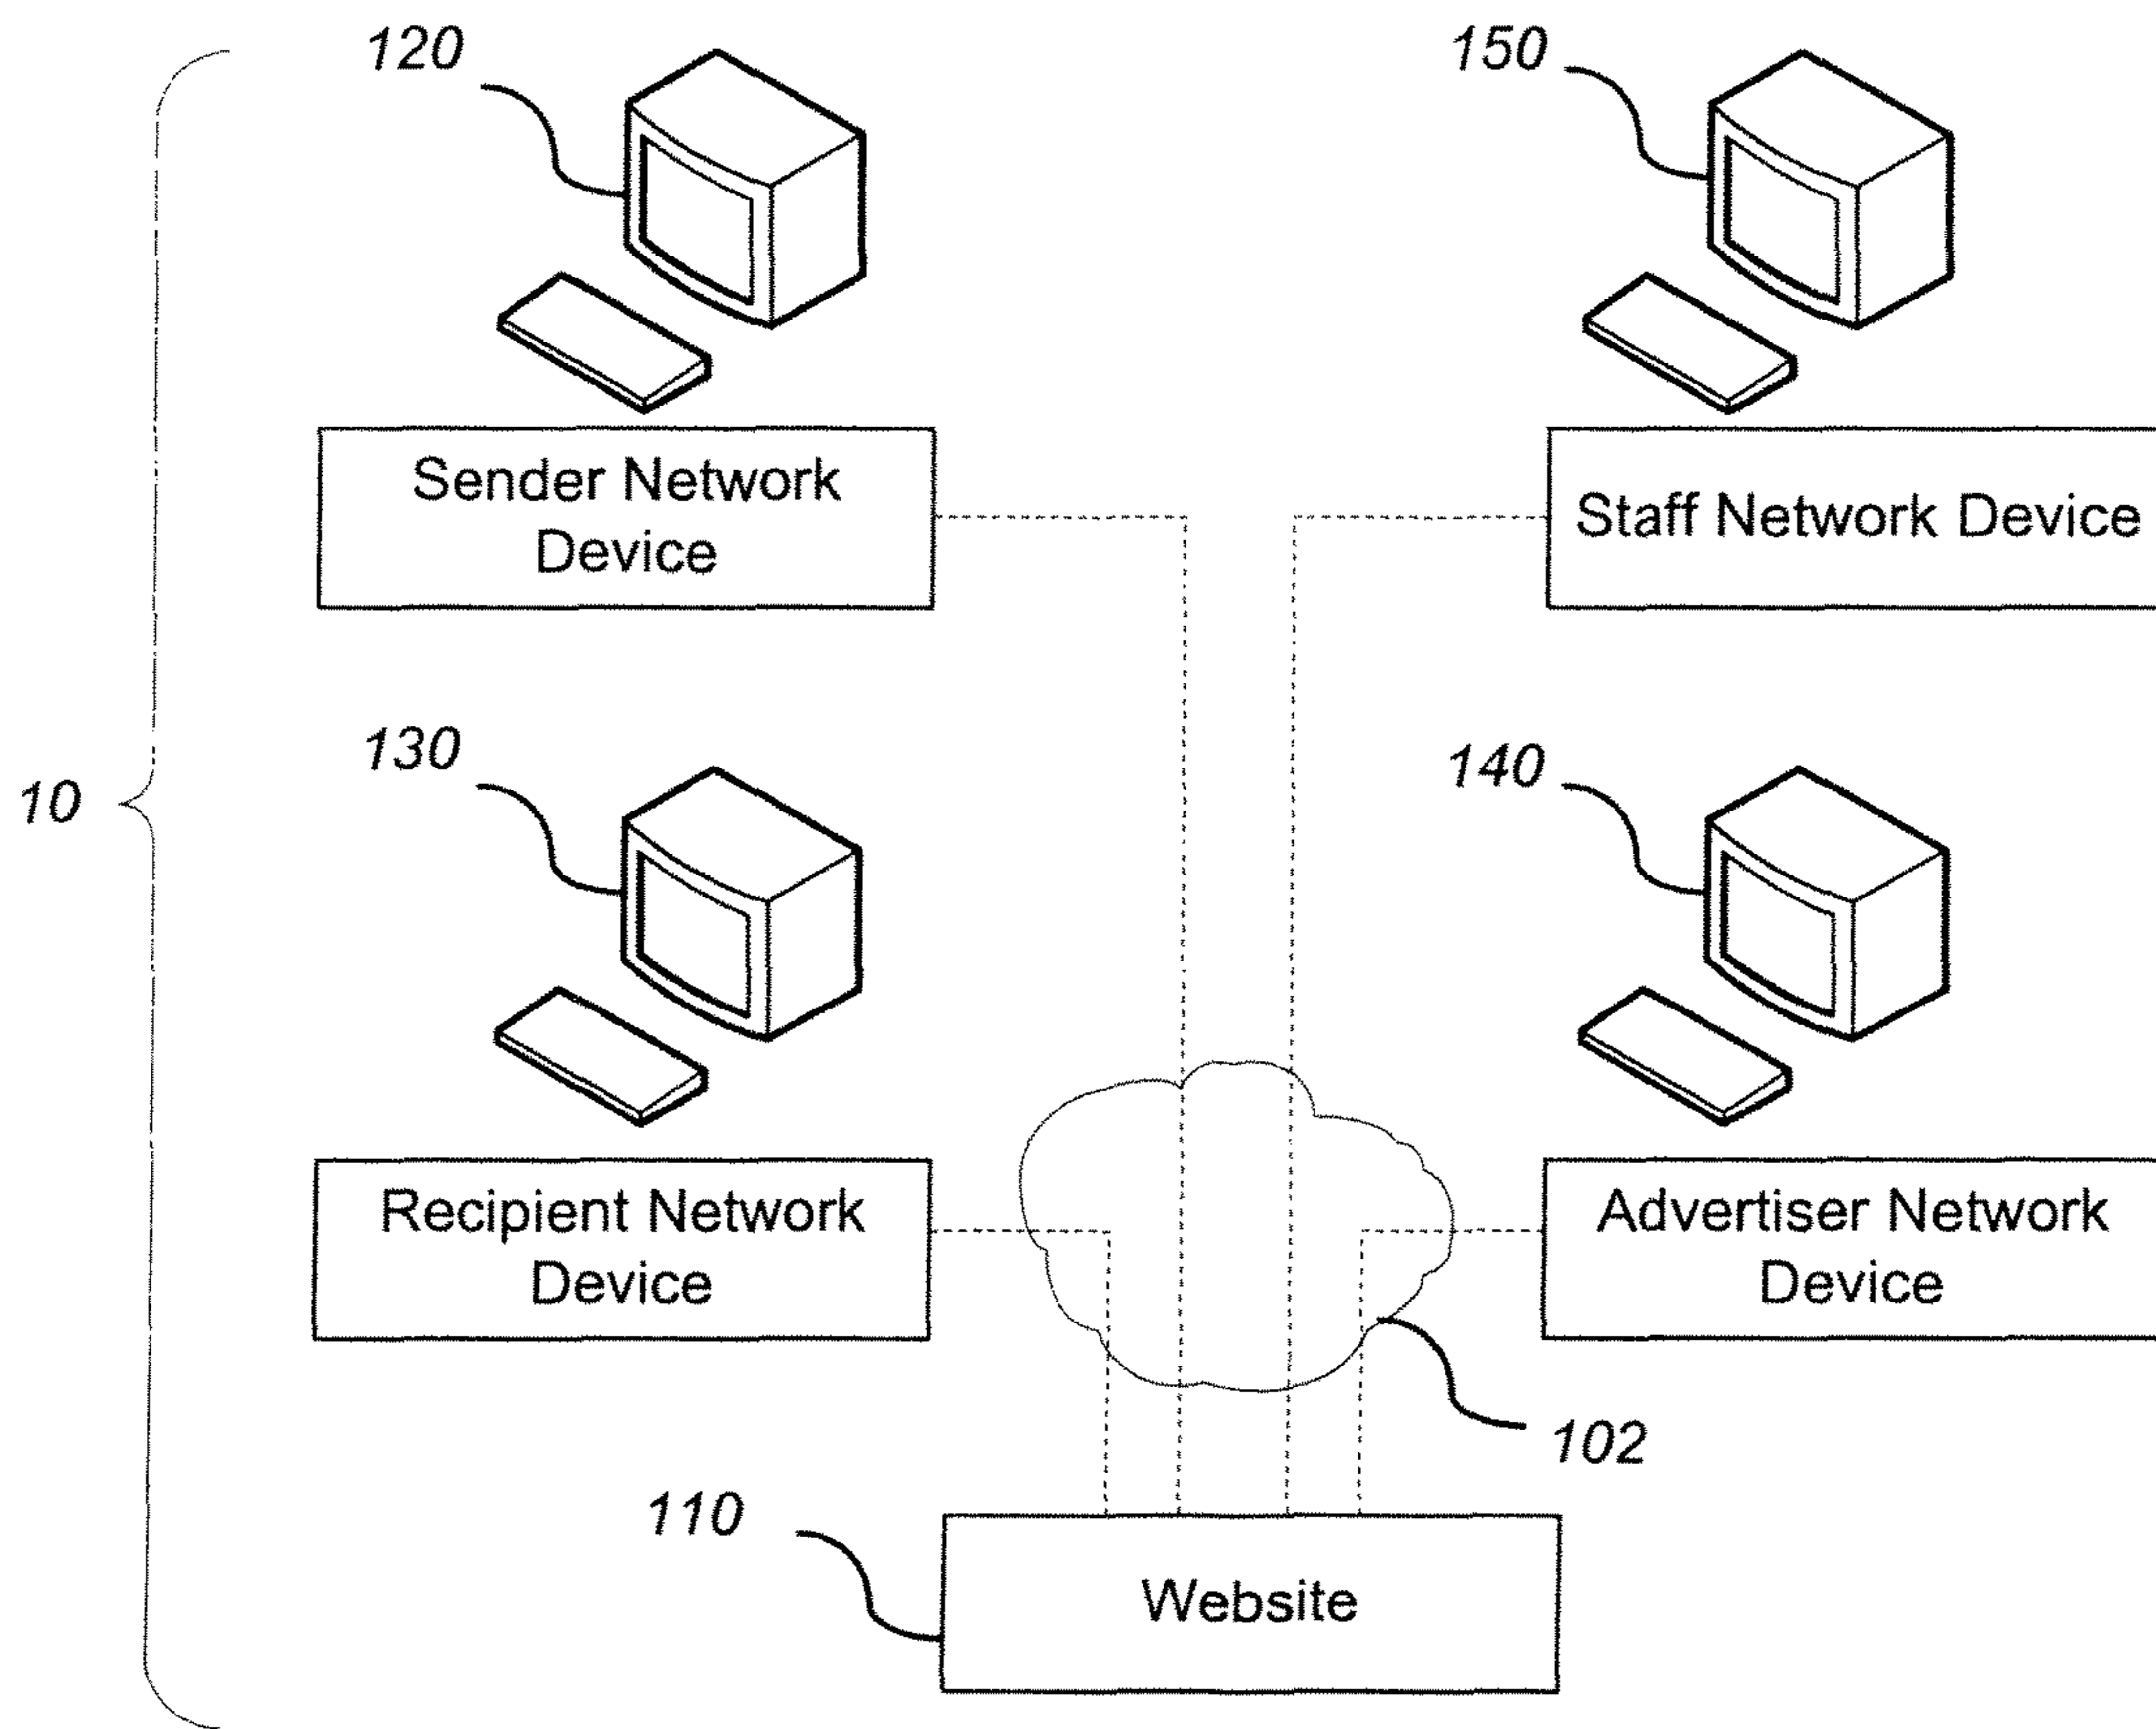 120
150
Sender Network
Device
Staff Network Device
130
140
10
Recipient Network
Device
Advertiser Network
Device
102
110
Website